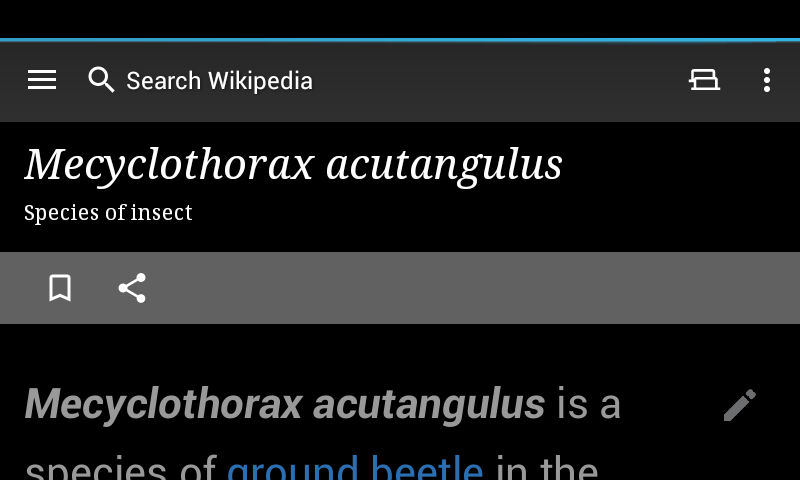 Search Wikipedia
Mecyclothorax acutangulus
Species of insect
Mecyclothorax acutangulus is a
species of ground beetle in the